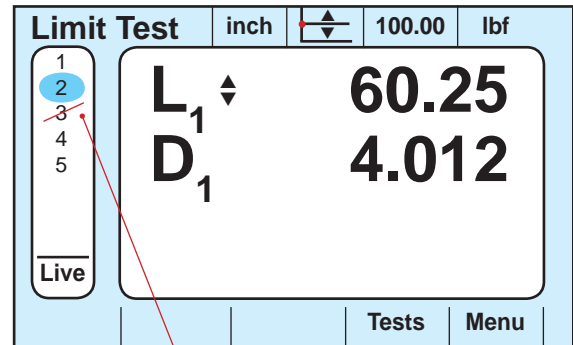 Limit Test inch 100.00 lbf
1
2
3
4
5
Live
L1 60.25
D1 4.012
Tests Menu